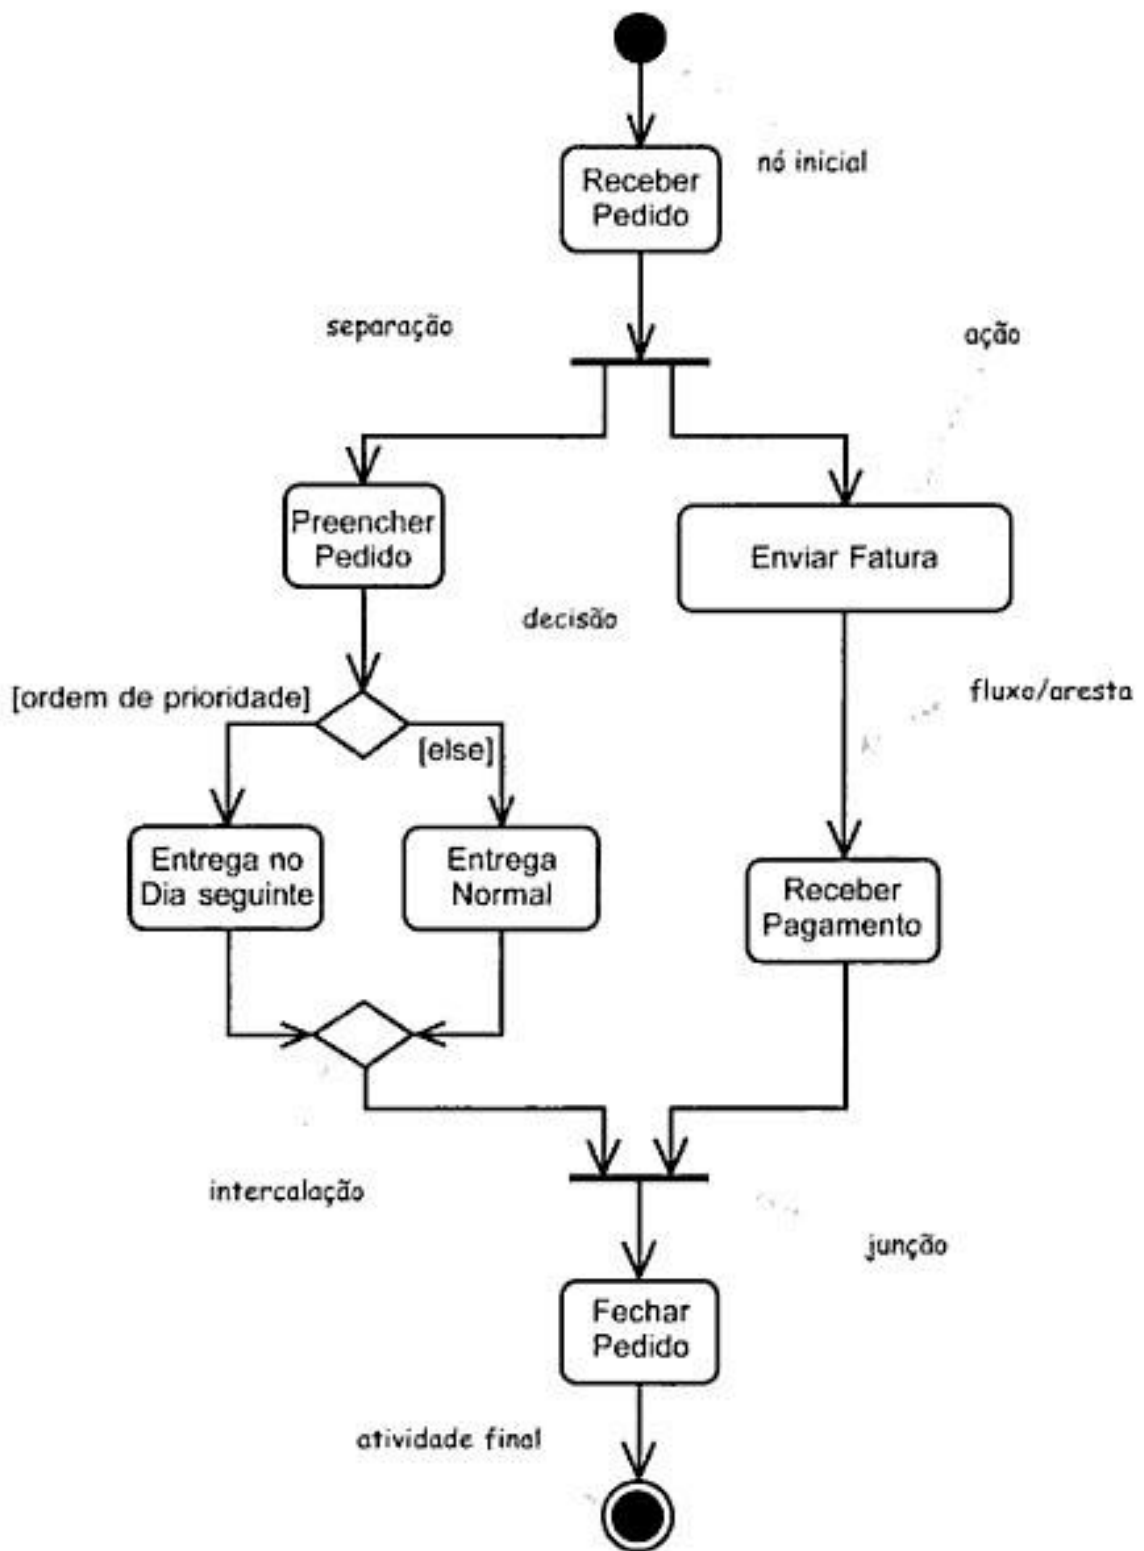 nó inicial
Receber
Pedido
separação
ação
Preencher
Pedido
Enviar Fatura
decisão
[ordem de prioridade]
fluxo/aresta
[else]
Entrega no
Dia seguinte
Entrega
Normal
Receber
Pagamento
intercalação
junção
Fechar
Pedido
atividade final